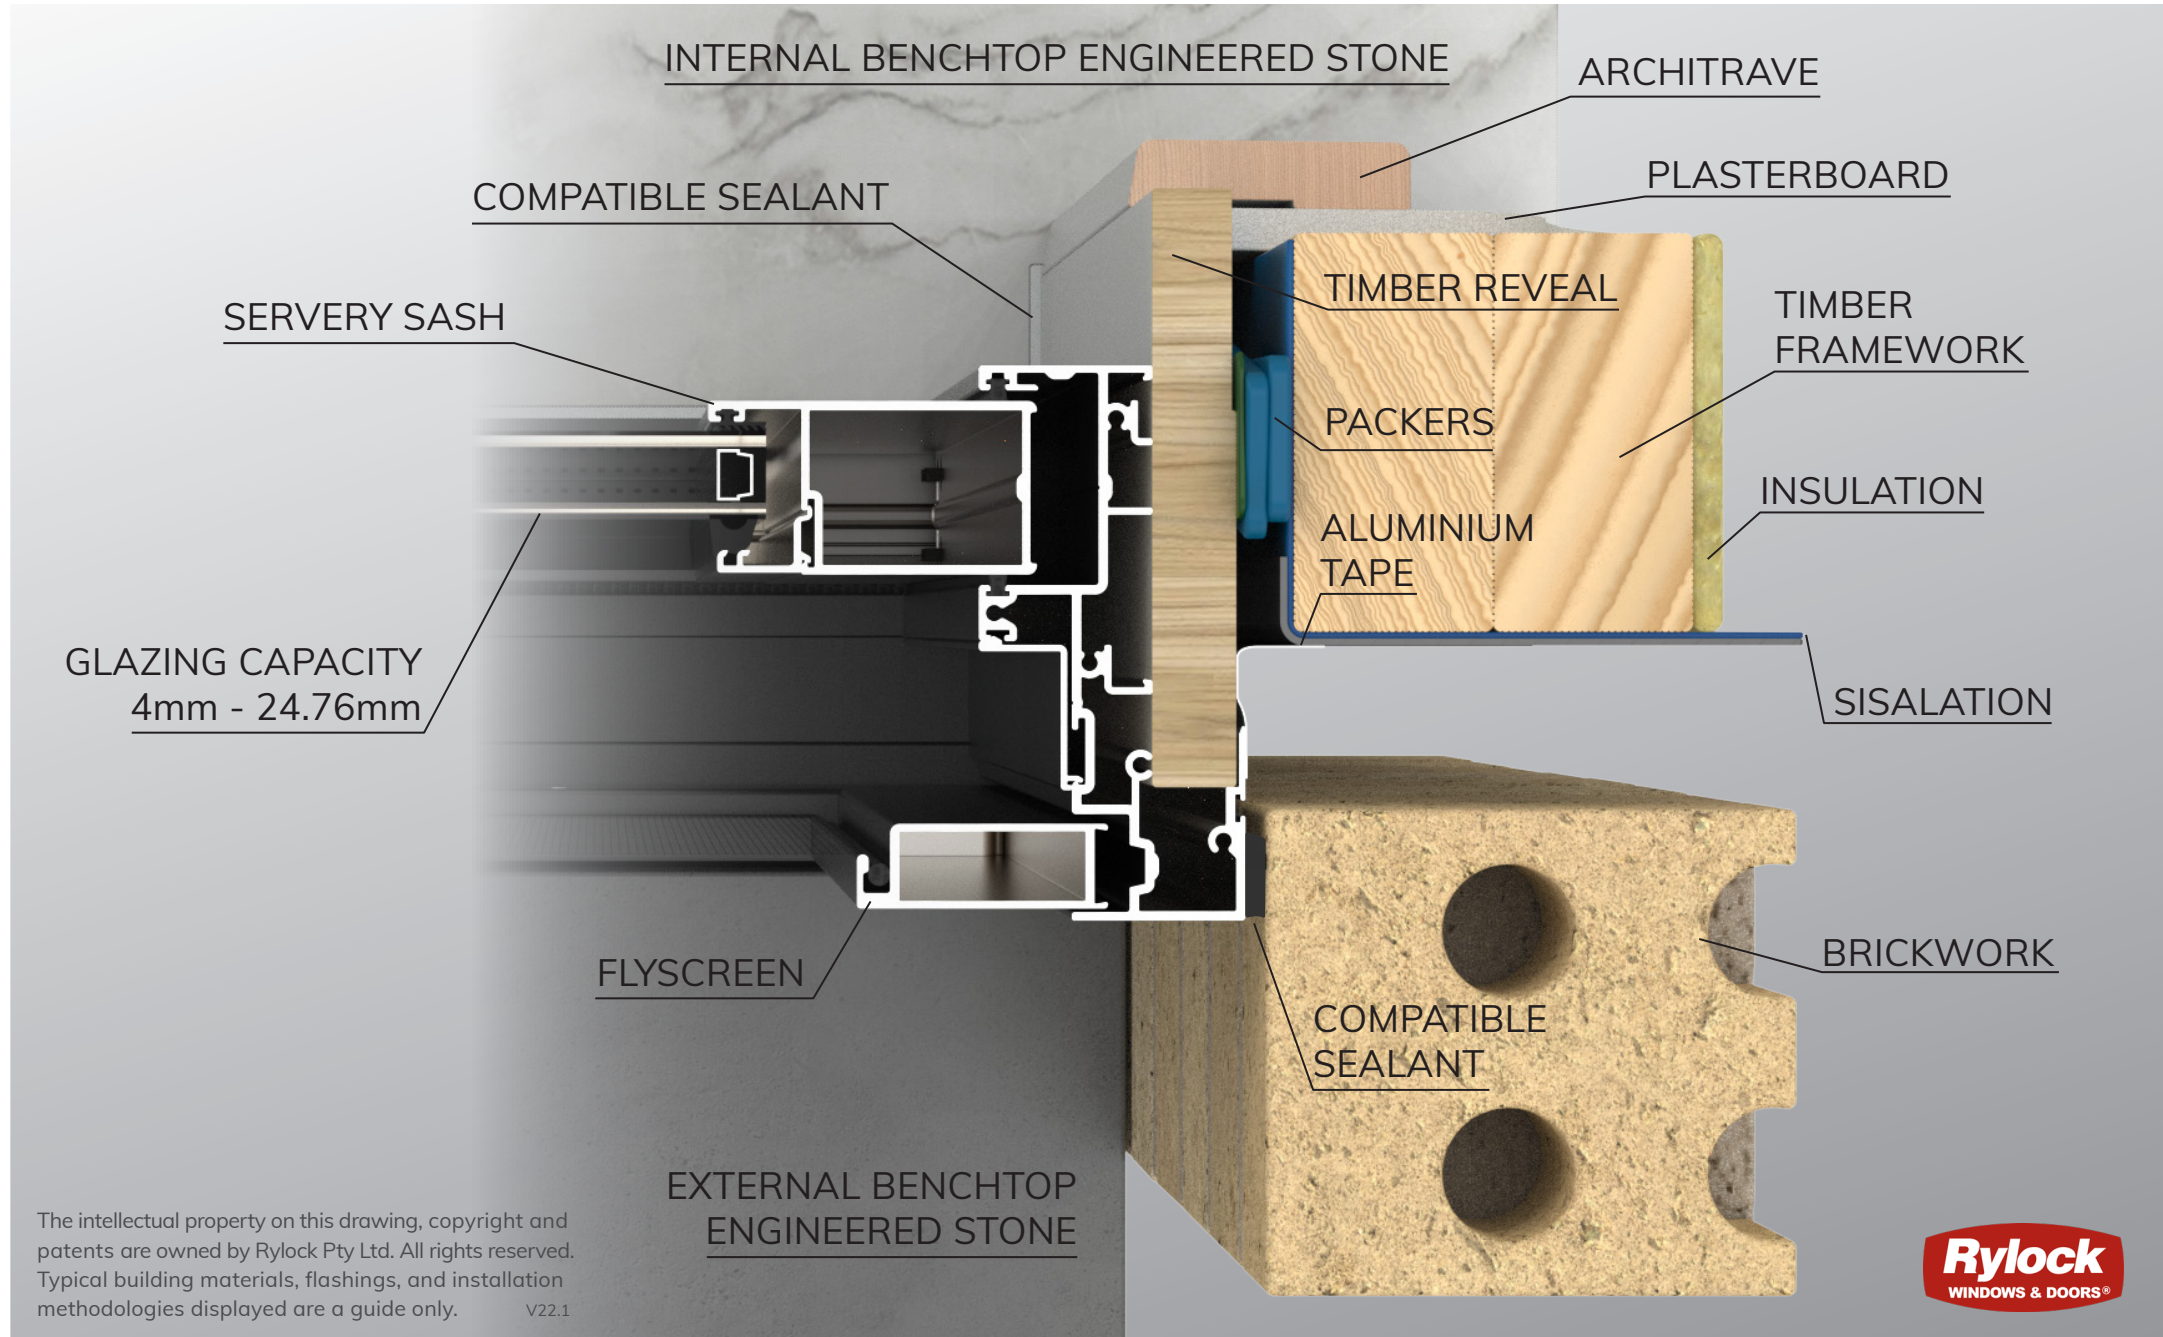 INTERNAL BENCHTOP ENGINEERED STONE
ARCHITRAVE
PLASTERBOARD
COMPATIBLE SEALANT
TIMBER REVEAL
TIMBER
FRAMEWORK
SERVERY SASH
PACKERS
INSULATION
ALUMINIUM
TAPE
GLAZING CAPACITY
4mm - 24.76mm
SISALATION
FLYSCREEN
BRICKWORK
COMPATIBLE
SEALANT
EXTERNAL BENCHTOP
ENGINEERED STONE
The intellectual property on this drawing, copyright and
patents are owned by Rylock Pty Ltd. All rights reserved.
Typical building materials, flashings, and installation
methodologies displayed are a guide only. V22.1
Rylock
WINDOWS & DOORS®